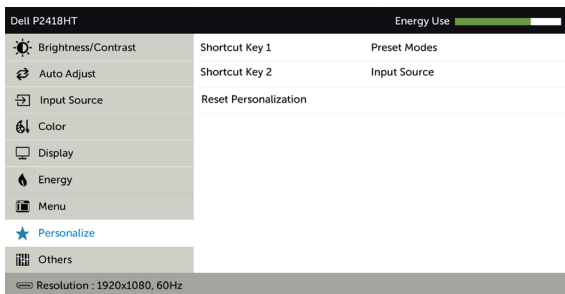 Dell P2418HT Energy Use
Brightness/Contrast Shortcut Key 1 Preset Modes
Auto Adjust Shortcut Key 2 Input Source
Input Source Reset Personalization
Color
Display
Energy
Menu
Personalize
Others
Resolution : 1920x1080, 60Hz